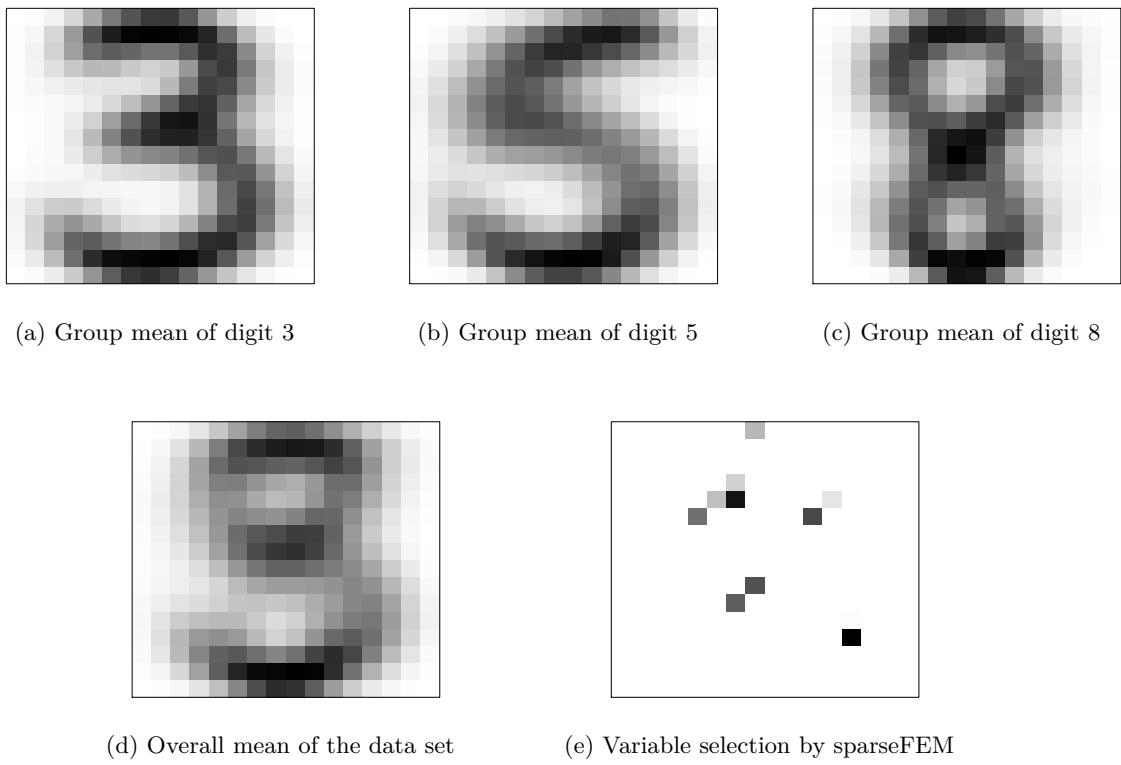 (a) Group mean of digit 3
(b) Group mean of digit 5
(c) Group mean of digit 8
(d) Overall mean of the data set
(e) Variable selection by sparseFEM